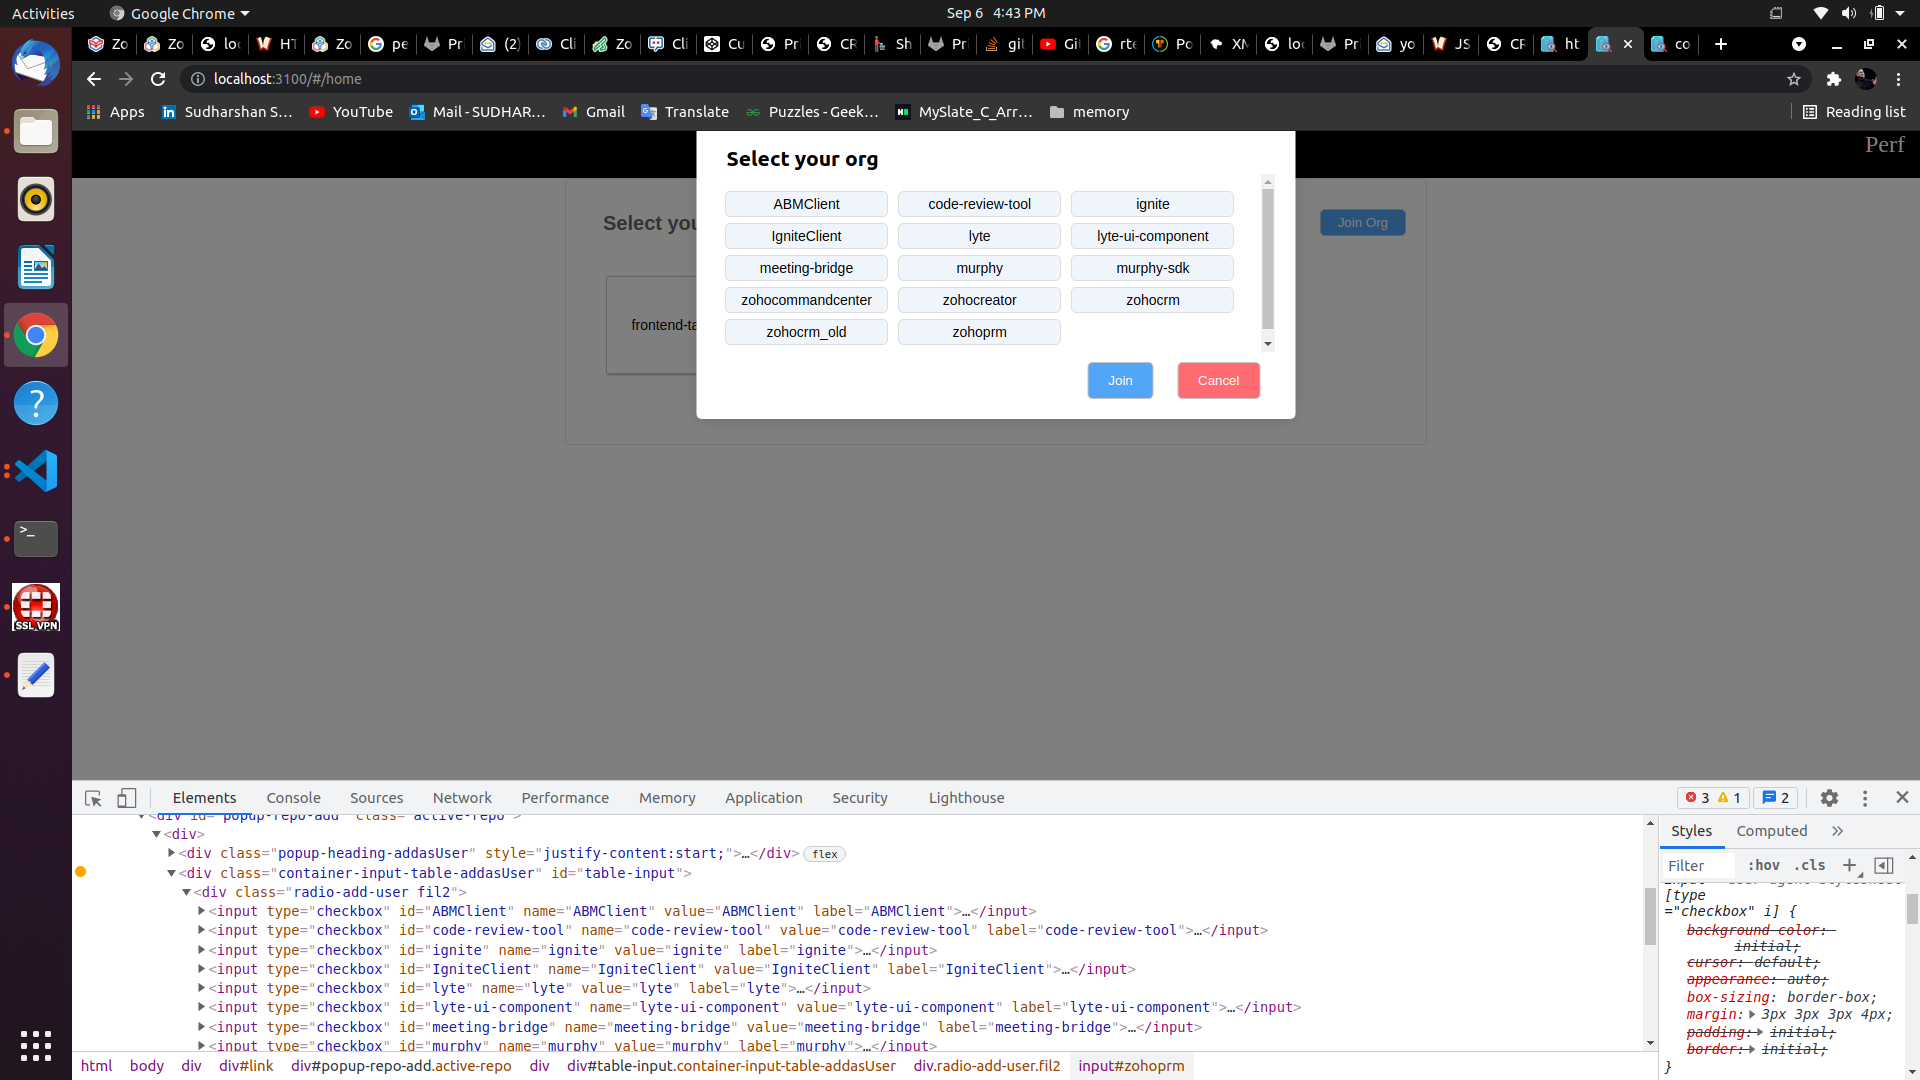 Activities
Google Chrome
Sep 6 4:43 PM
Zo
Zo
loc
HT
Zo
pe
Pr
(2)
Cli
Zo
Cli
Cu
Pri
CR
Sh
Pr
git
Gi
rte
Po
XM
loc
Pr
yo
JS
CR
ht
co
localhost:3100/#/home
Apps
Sudharshan S...
YouTube
Mail - SUDHAR...
Gmail
Translate
Puzzles - Geek...
MySlate_C_Arr...
memory
Reading list
Perf
Select your org
ABMClient code-review-tool ignite
IgniteClient lyte lyte-ui-component
meeting-bridge murphy murphy-sdk
zohocommandcenter zohocreator zohocrm
zohocrm_old zohoprm
Join Cancel
Select you
Join Org
frontend-ta
SSL VPN
Elements Console Sources Network Performance Memory Application Security Lighthouse
3 1 2
<div id="popup-repo-add" class="active-repo">
<div>
<div class="popup-heading-addasUser" style="justify-content:start;">…</div> flex
<div class="container-input-table-addasUser" id="table-input">
<div class="radio-add-user fil2">
<input type="checkbox" id="ABMClient" name="ABMClient" value="ABMClient" label="ABMClient">…</input>
<input type="checkbox" id="code-review-tool" name="code-review-tool" value="code-review-tool" label="code-review-tool">…</input>
<input type="checkbox" id="ignite" name="ignite" value="ignite" label="ignite">…</input>
<input type="checkbox" id="IgniteClient" name="IgniteClient" value="IgniteClient" label="IgniteClient">…</input>
<input type="checkbox" id="lyte" name="lyte" value="lyte" label="lyte">…</input>
<input type="checkbox" id="lyte-ui-component" name="lyte-ui-component" value="lyte-ui-component" label="lyte-ui-component">…</input>
<input type="checkbox" id="meeting-bridge" name="meeting-bridge" value="meeting-bridge" label="meeting-bridge">…</input>
<input type="checkbox" id="murphy" name="murphy" value="murphy" label="murphy">…</input>
html body div div#link div#popup-repo-add.active-repo div div#table-input.container-input-table-addasUser div.radio-add-user.fil2 input#zohoprm
Styles Computed
Filter :hov .cls
input user agent stylesheet
[type
="checkbox" i] {
background-color:
initial;
cursor: default;
appearance: auto;
box-sizing: border-box;
margin: 3px 3px 3px 4px;
padding: initial;
border: initial;
}